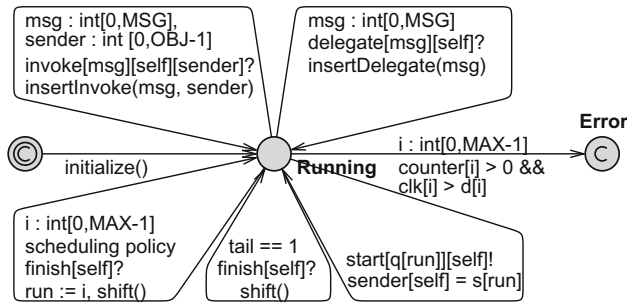 msg : int[0,MSG],
sender : int [0,OBJ-1]
invoke[msg][self][sender]?
insertInvoke(msg, sender)
msg : int[0,MSG]
delegate[msg][self]?
insertDelegate(msg)
C
initialize()
Running
i : int[0,MAX-1]
counter[i] > 0 &&
clk[i] > d[i]
Error
C
i : int[0,MAX-1]
scheduling policy
finish[self]?
run := i, shift()
tail == 1
finish[self]?
shift()
start[q[run]][self]!
sender[self] = s[run]